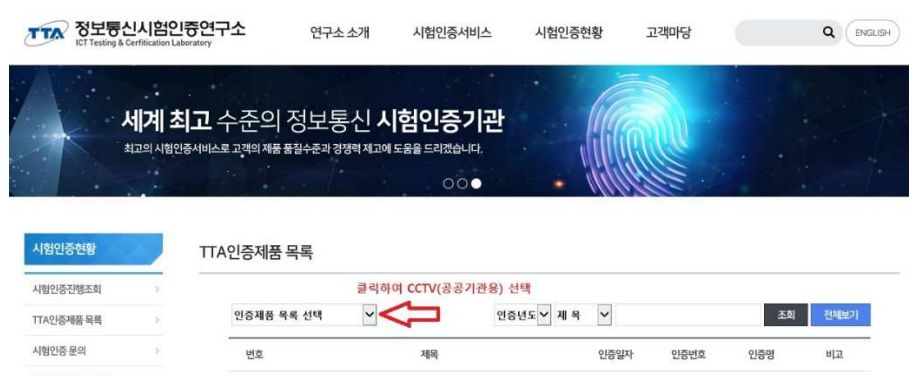 TTA 정보통신시험인증연구소
ICT Testing & Cerfitication Laboratory
연구소 소개 시험인증서비스 시험인증현황 고객마당 ENGLISH
세계 최고 수준의 정보통신 시험인증기관
최고의 시험인증서비스로 고객의 제품 품질수준과 경쟁력 제고에 도움을 드리겠습니다.
시험인증현황
TTA인증제품 목록
시험인증진행조회
클릭하여 CCTV(공공기관용) 선택
TTA인증제품 목록
인증제품 목록 선택 인증년도 제 목 조회 전체보기
시험인증 문의
번호 제목 인증일자 인증번호 인증명 비고